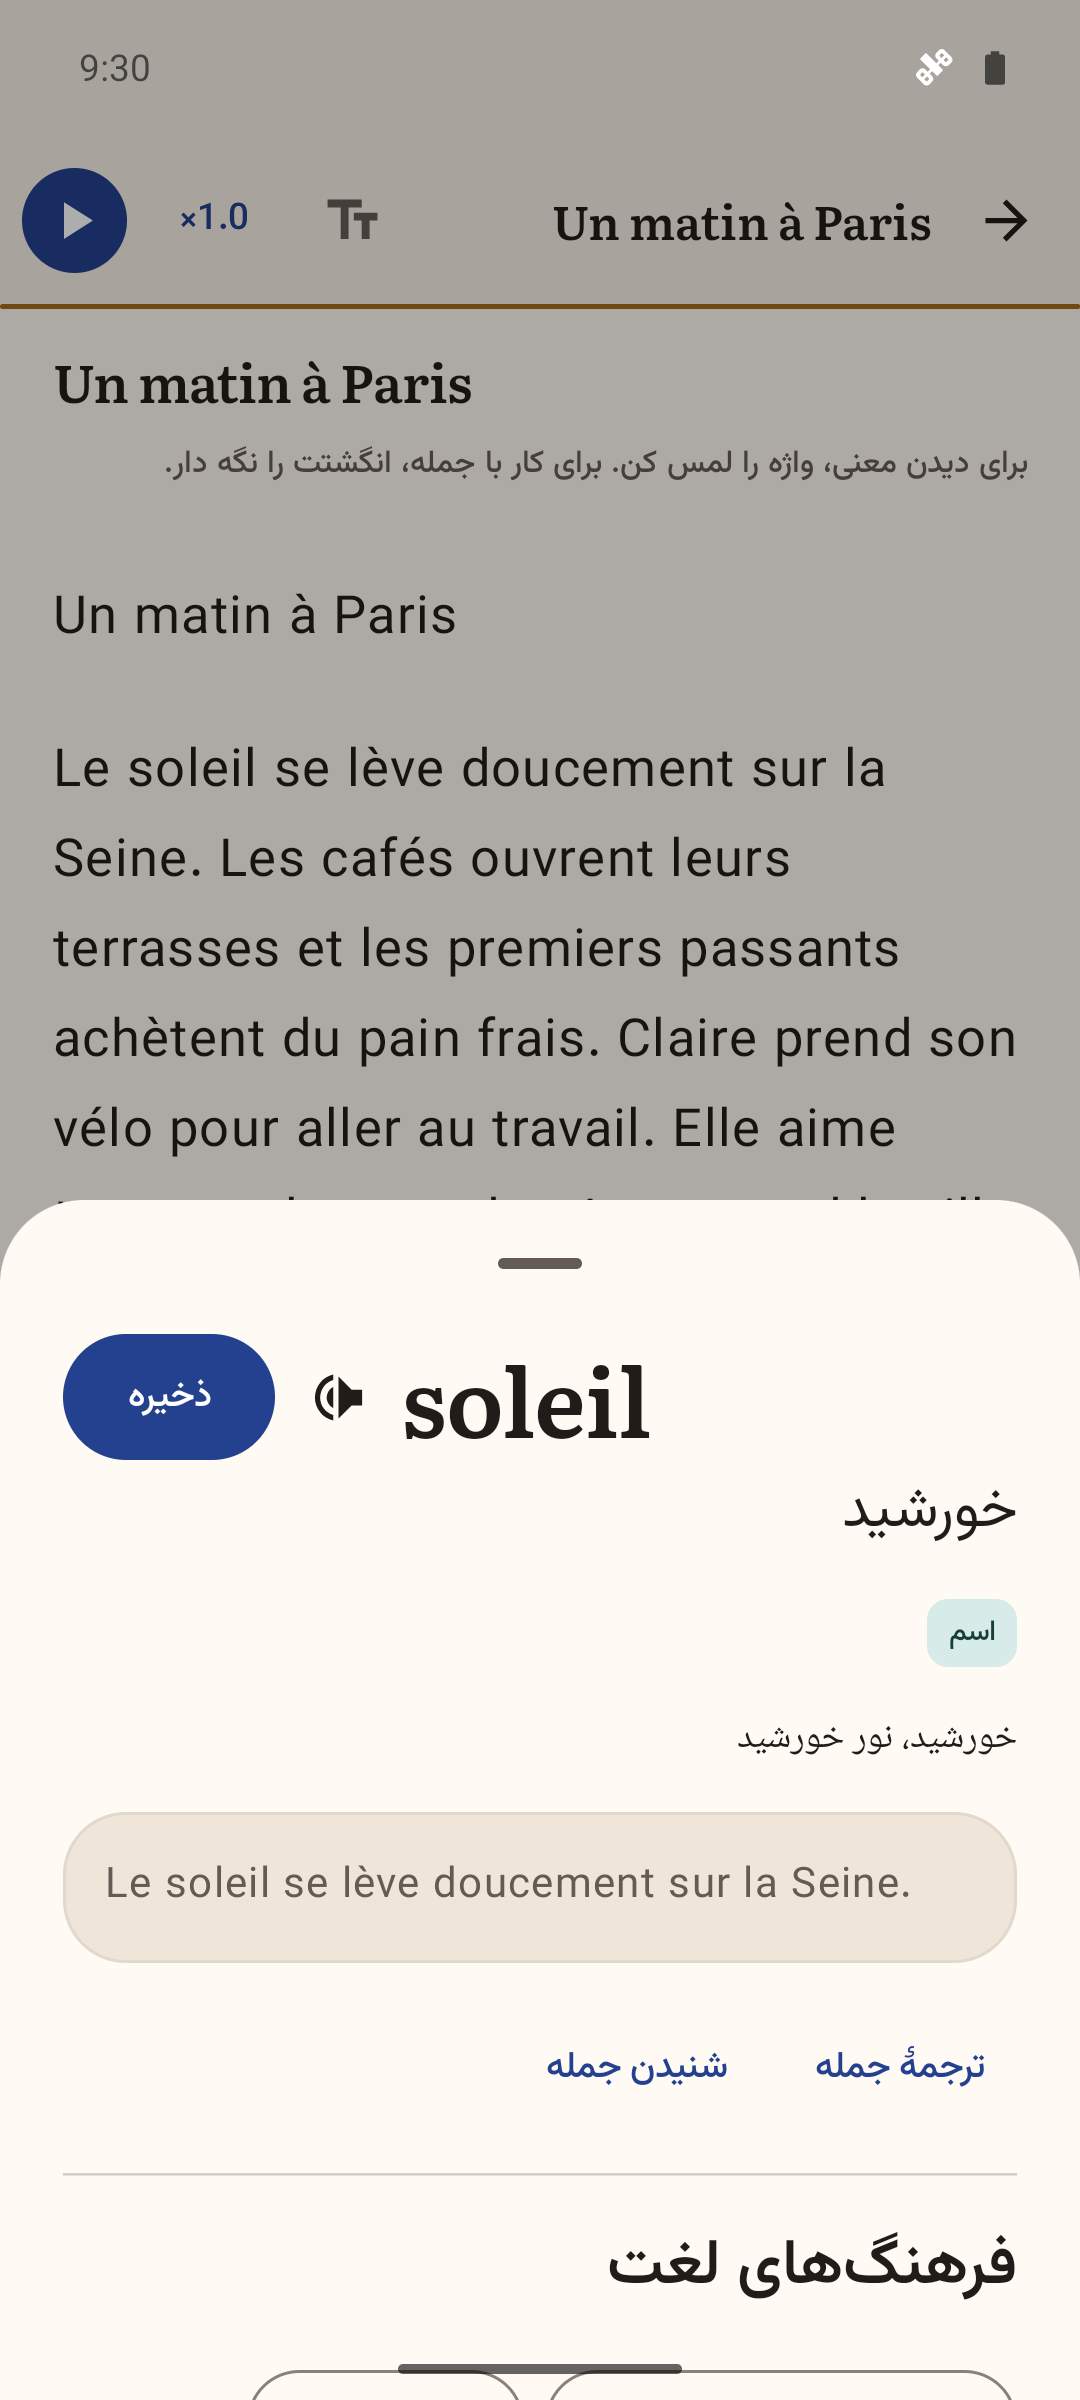 9:30
×1.0
Un matin à Paris
Un matin à Paris
برای دیدن معنی، واژه را لمس کن. برای کار با جمله، انگشتت را نگه دار.
Un matin à Paris
Le soleil se lève doucement sur la
Seine. Les cafés ouvrent leurs
terrasses et les premiers passants
achètent du pain frais. Claire prend son
vélo pour aller au travail. Elle aime
ذخیره
soleil
خورشید
اسم
خورشید، نور خورشید
Le soleil se lève doucement sur la Seine.
ترجمهٔ جمله
شنیدن جمله
فرهنگ‌های لغت